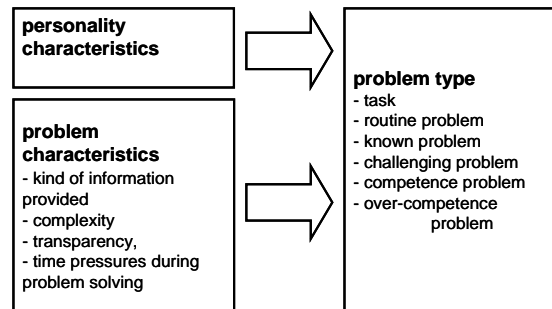 personality
characteristics
problem
characteristics
- kind of information
provided
- complexity
- transparency,
- time pressures during
problem solving
problem type
- task
- routine problem
- known problem
- challenging problem
- competence problem
- over-competence
problem